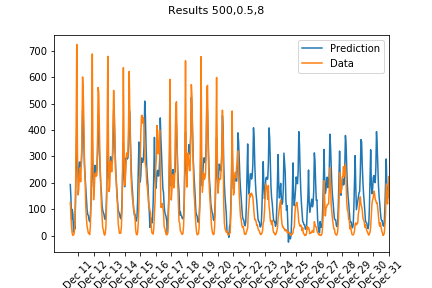 Results 500,0.5,8
Prediction
Data
700
600
500
400
300
200
100
0
Dec 11
Dec 12
Dec 13
Dec 14
Dec 15
Dec 16
Dec 17
Dec 18
Dec 19
Dec 20
Dec 21
Dec 22
Dec 23
Dec 24
Dec 25
Dec 26
Dec 27
Dec 28
Dec 29
Dec 30
Dec 31